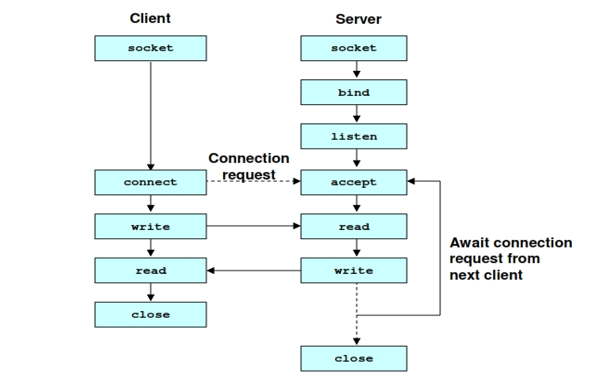 Client
Server
socket
socket
bind
listen
Connection
request
connect
accept
write
read
Await connection
request from
next client
read
write
close
close